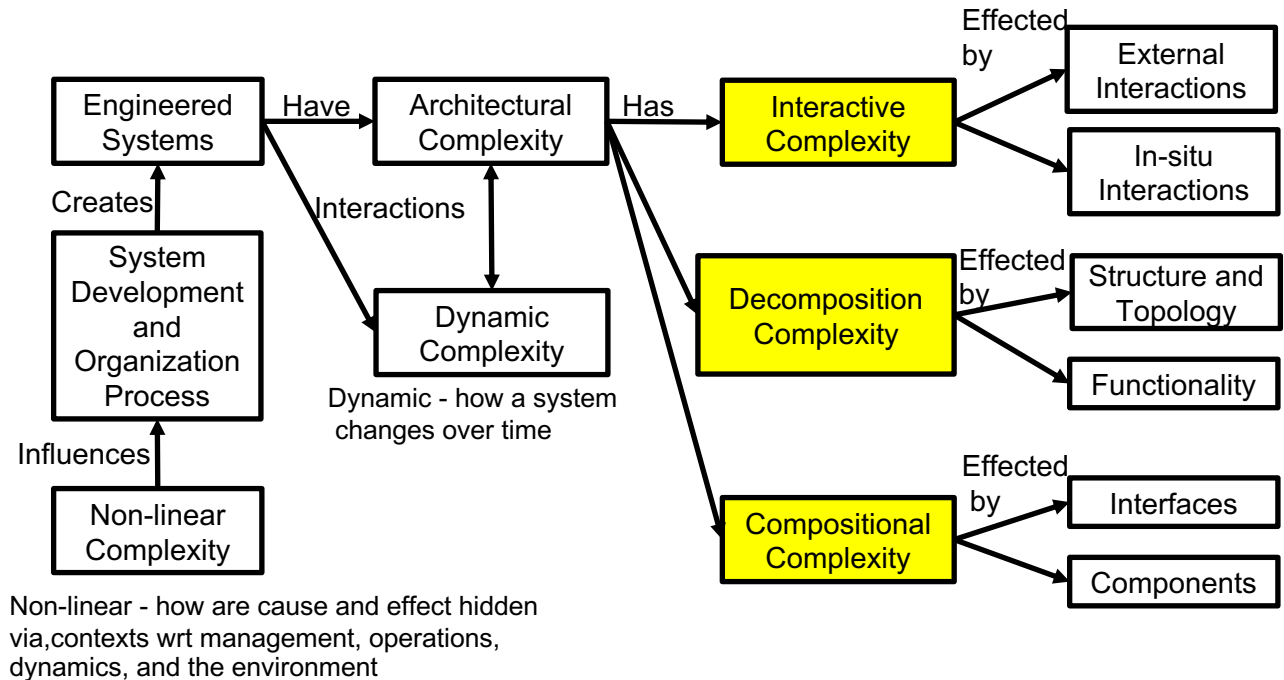 Engineered
Systems
Have
Architectural
Complexity
Has
Interactive
Complexity
Effected
by
External
Interactions
In-situ
Interactions
Creates
Interactions
System
Development
and
Organization
Process
Dynamic
Complexity
Dynamic - how a system
changes over time
Decomposition
Complexity
Effected
by
Structure and
Topology
Functionality
Influences
Non-linear
Complexity
Compositional
Complexity
Effected
by
Interfaces
Components
Non-linear - how are cause and effect hidden
via,contexts wrt management, operations,
dynamics, and the environment